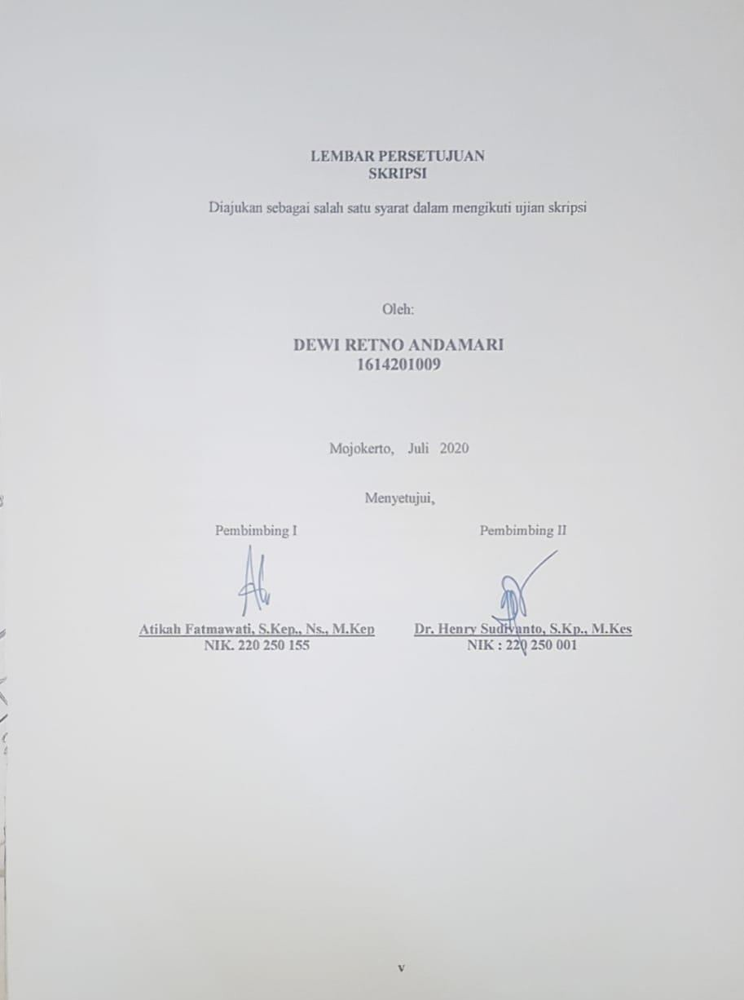 LEMBAR PERSETUJUAN
SKRIPSI
Diajukan sebagai salah satu syarat dalam mengikuti ujian skripsi
Oleh:
DEWI RETNO ANDAMARI
1614201009
Mojokerto, Juli 2020
Menyetujui,
Pembimbing I Pembimbing II
Atikah Fatmawati, S.Kep., Ns., M.Kep Dr. Henry Sudiyanto, S.Kp., M.Kes
NIK. 220 250 155 NIK : 220 250 001
v